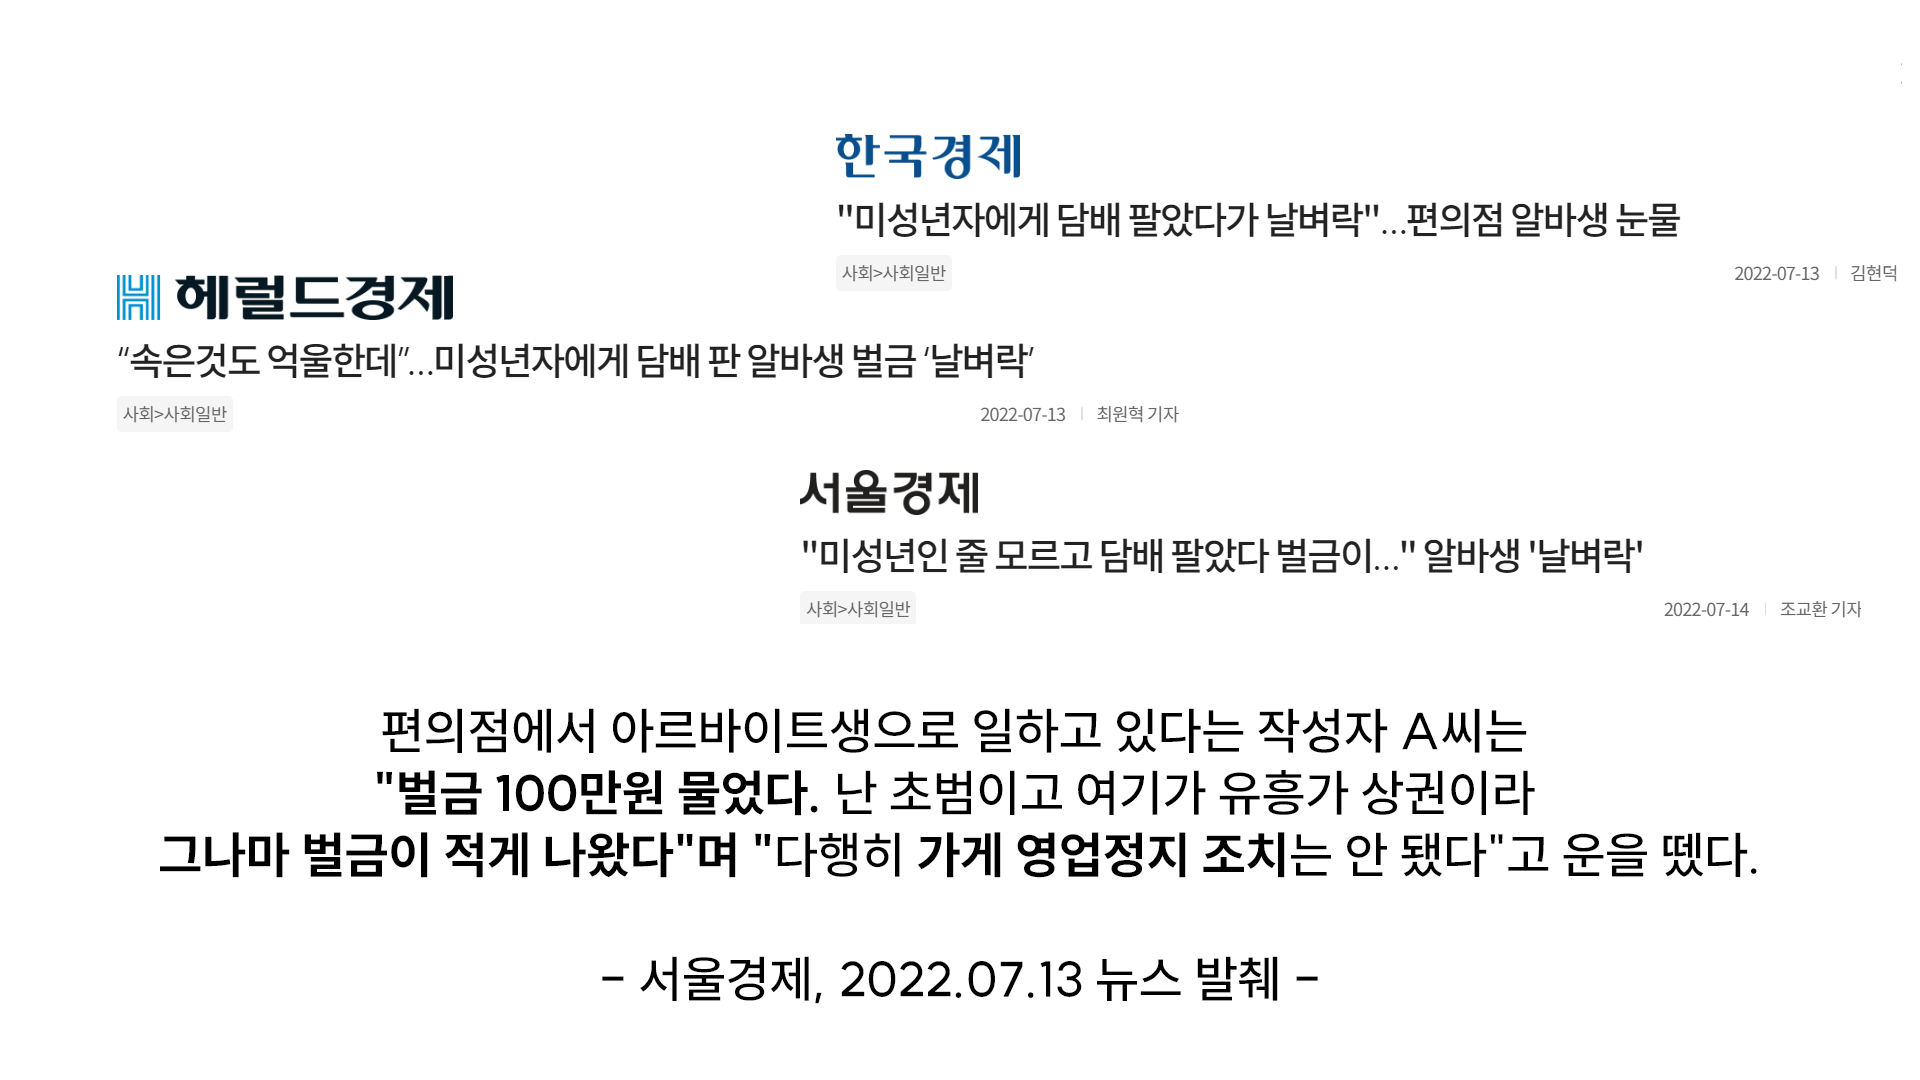 한국경제
"미성년자에게 담배 팔았다가 날벼락"...편의점 알바생 눈물
사회>사회일반 2022-07-13 김현덕
헤럴드경제
“속은것도 억울한데”...미성년자에게 담배 판 알바생 벌금 ‘날벼락’
사회>사회일반 2022-07-13 최원혁 기자
서울경제
"미성년인 줄 모르고 담배 팔았다 벌금이..." 알바생 '날벼락'
사회>사회일반 2022-07-14 조교환 기자
편의점에서 아르바이트생으로 일하고 있다는 작성자 A씨는
"벌금 100만원 물었다. 난 초범이고 여기가 유흥가 상권이라
그나마 벌금이 적게 나왔다"며 "다행히 가게 영업정지 조치는 안 됐다"고 운을 뗐다.
- 서울경제, 2022.07.13 뉴스 발췌 -